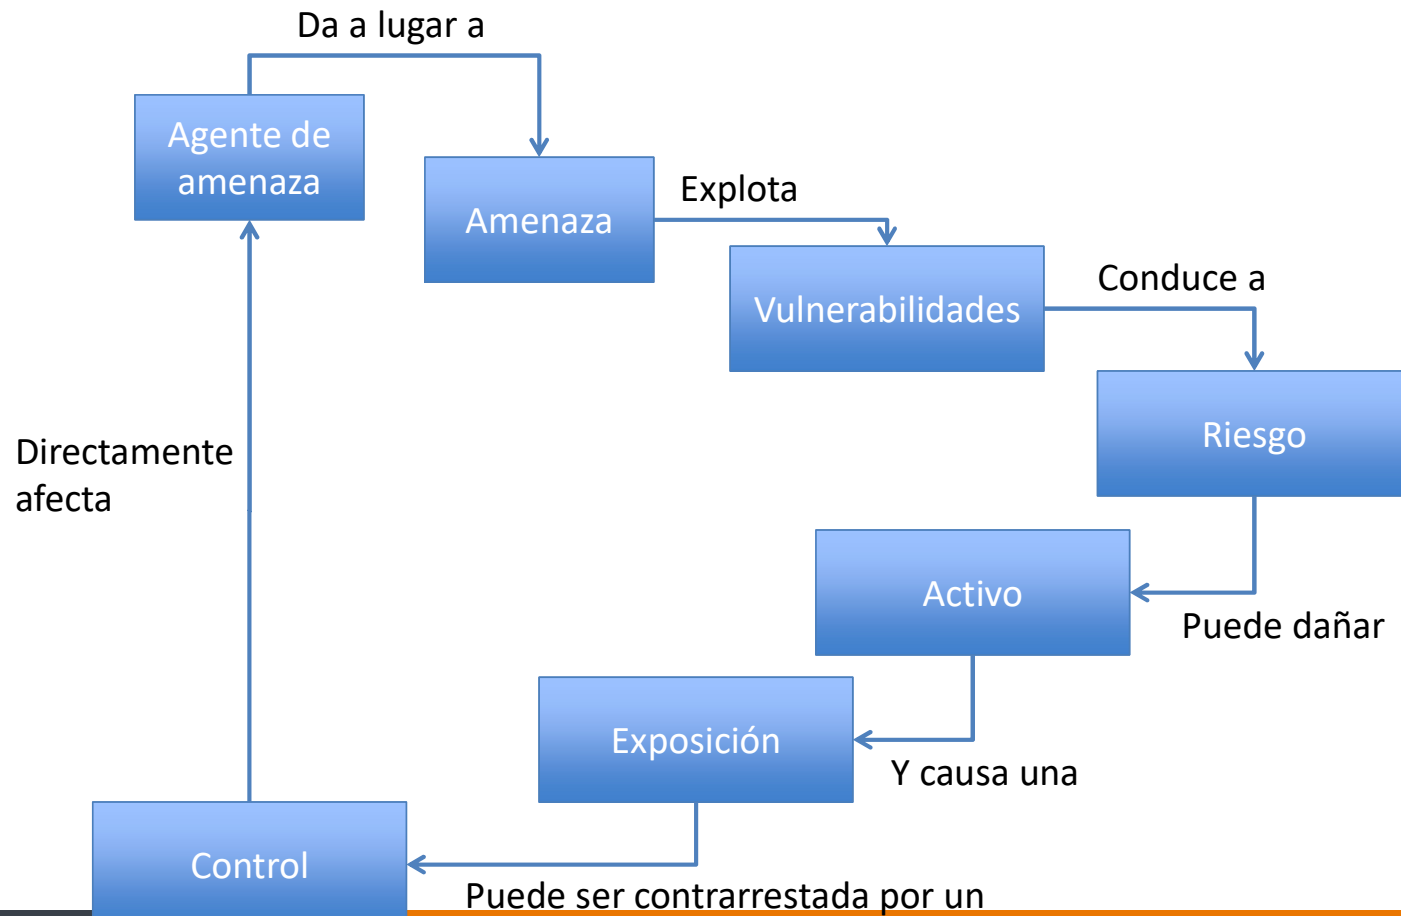 Da a lugar a
Agente de
amenaza
Explota
Amenaza
Conduce a
Vulnerabilidades
Riesgo
Directamente
afecta
Activo
Puede dañar
Exposición
Y causa una
Control
Puede ser contrarrestada por un